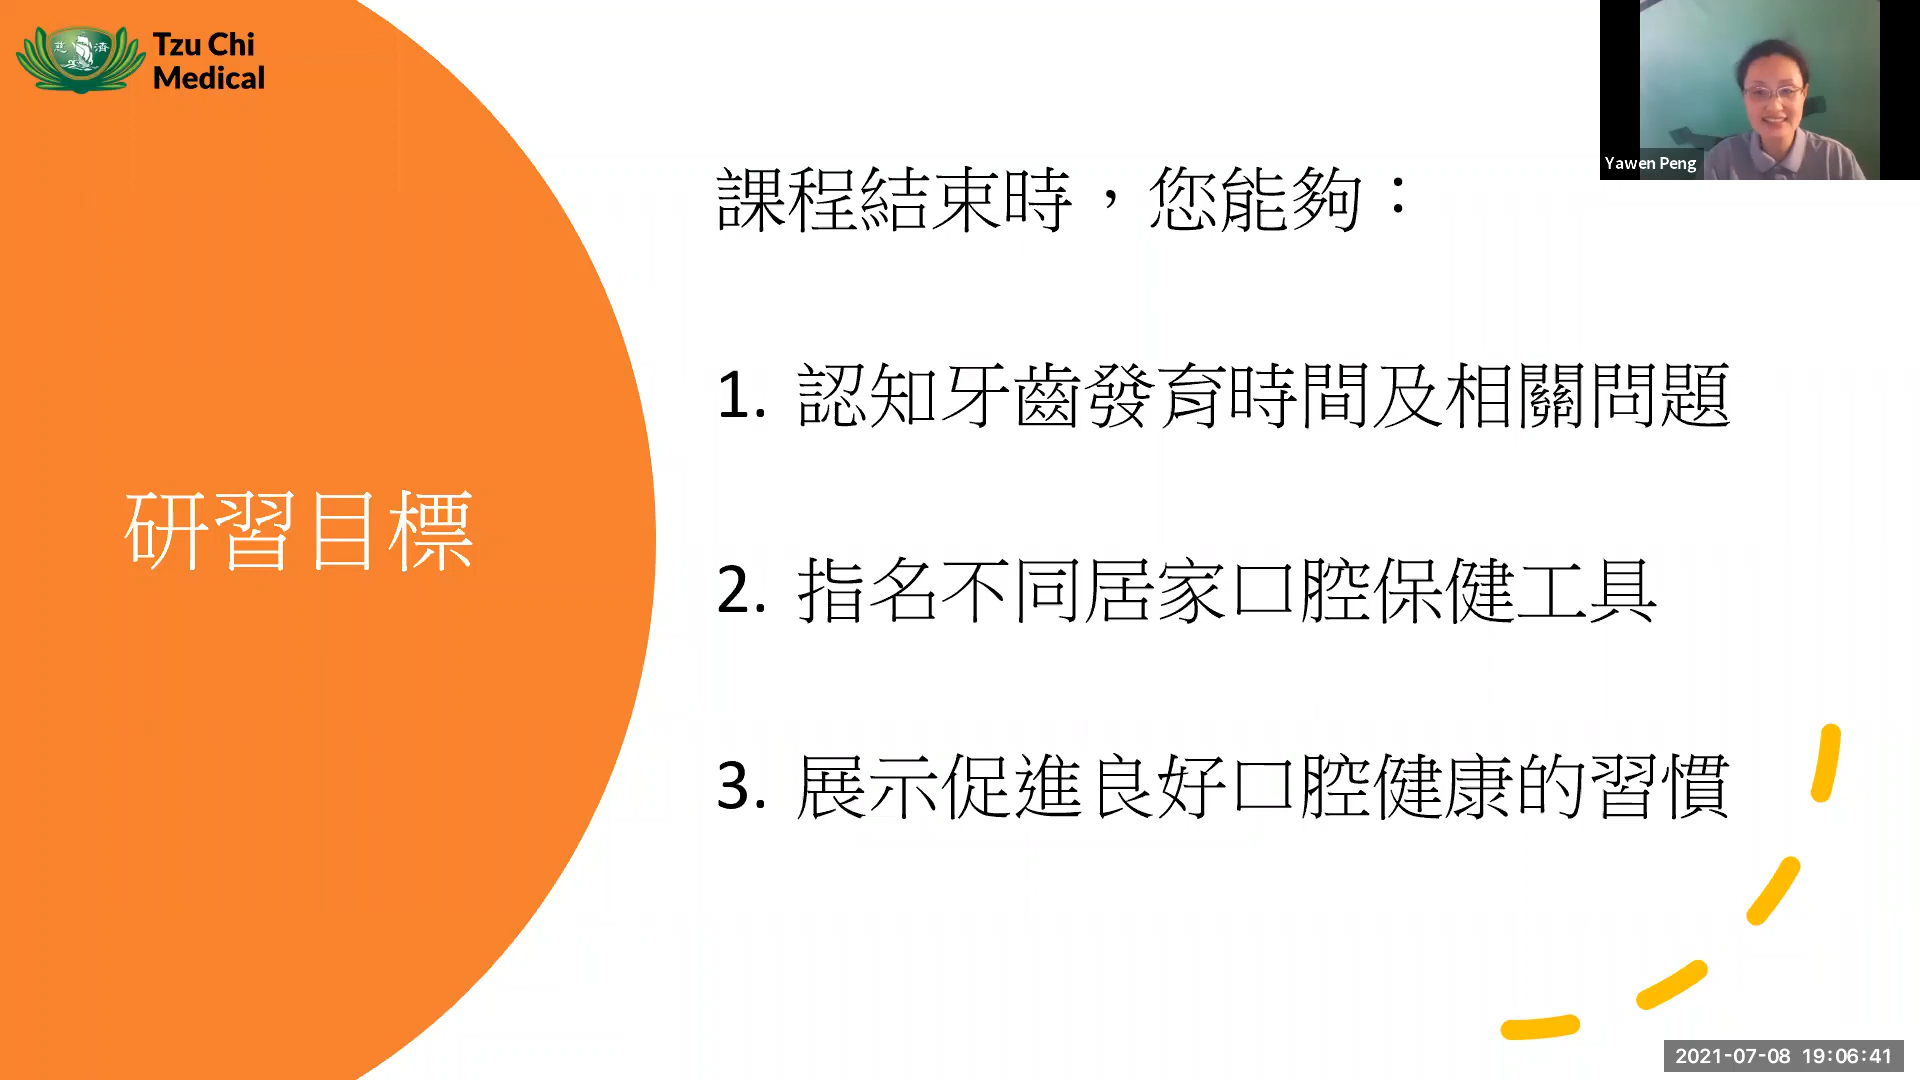 Tzu Chi
Medical
慈 濟
Yawen Peng
研習目標
課程結束時，您能夠：
1. 認知牙齒發育時間及相關問題
2. 指名不同居家口腔保健工具
3. 展示促進良好口腔健康的習慣
2021-07-08 19:06:41